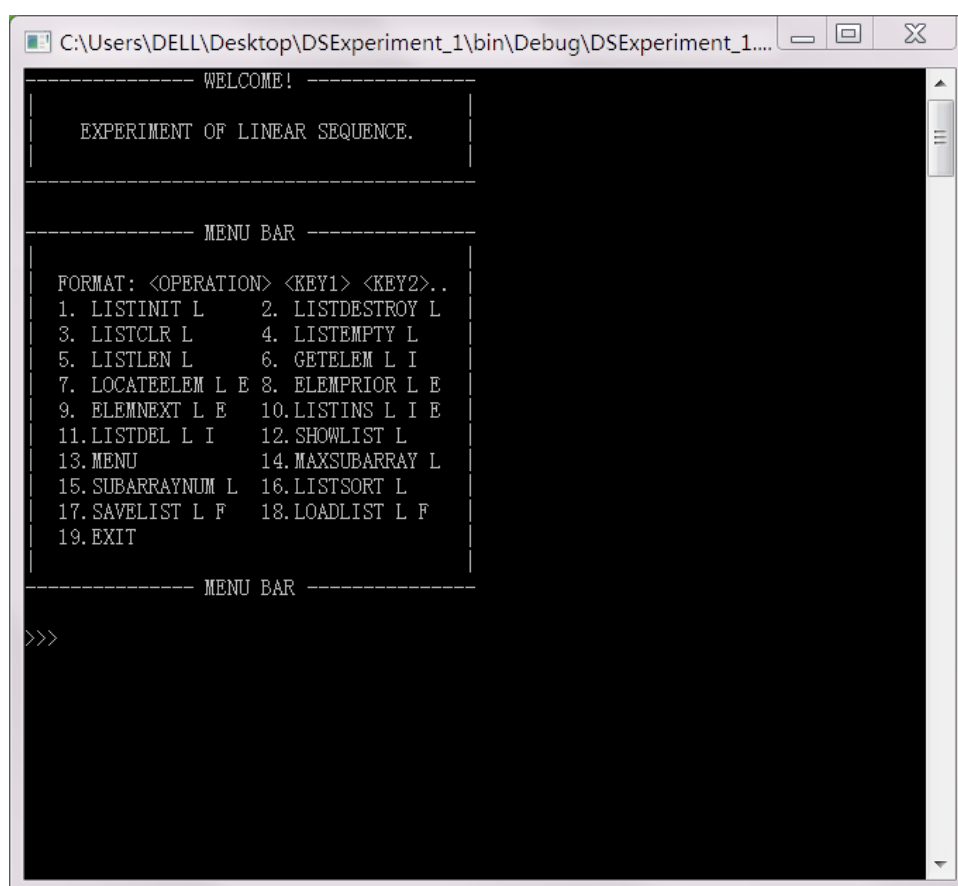 C:\Users\DELL\Desktop\DSExperiment_1\bin\Debug\DSExperiment_1....
--------------- WELCOME! ---------------
EXPERIMENT OF LINEAR SEQUENCE.
----------------------------------------
--------------- MENU BAR ---------------
FORMAT: <OPERATION> <KEY1> <KEY2>..
1. LISTINIT L 2. LISTDESTROY L
3. LISTCLR L 4. LISTEMPTY L
5. LISTLEN L 6. GETELEM L I
7. LOCATEELEM L E 8. ELEMPRIOR L E
9. ELEMNEXT L E 10.LISTINS L I E
11.LISTDEL L I 12.SHOWLIST L
13.MENU 14.MAXSUBARRAY L
15.SUBARRAYNUM L 16.LISTSORT L
17.SAVELIST L F 18.LOADLIST L F
19.EXIT
--------------- MENU BAR ---------------
>>>